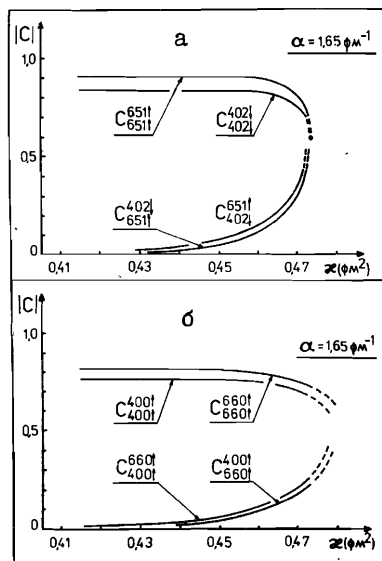 |C| а α=1,65 фм⁻¹
1,0
C⁶⁵¹↑₆₅₁↑ C⁴⁰²↓₄₀₂↓
0,5
C⁴⁰²↓₆₅₁↑ C⁶⁵¹↑₄₀₂↓
0
0,41 0,43 0,45 0,47 æ(фм²)
|C| б
α=1,65 фм⁻¹
1,0
C⁴⁰⁰↑₄₀₀↑ C⁶⁶⁰↑₆₆₀↑
0,5
C⁶⁶⁰↑₄₀₀↑ C⁴⁰⁰↑₆₆₀↑
0
0,41 0,43 0,45 0,47 æ(фм²)